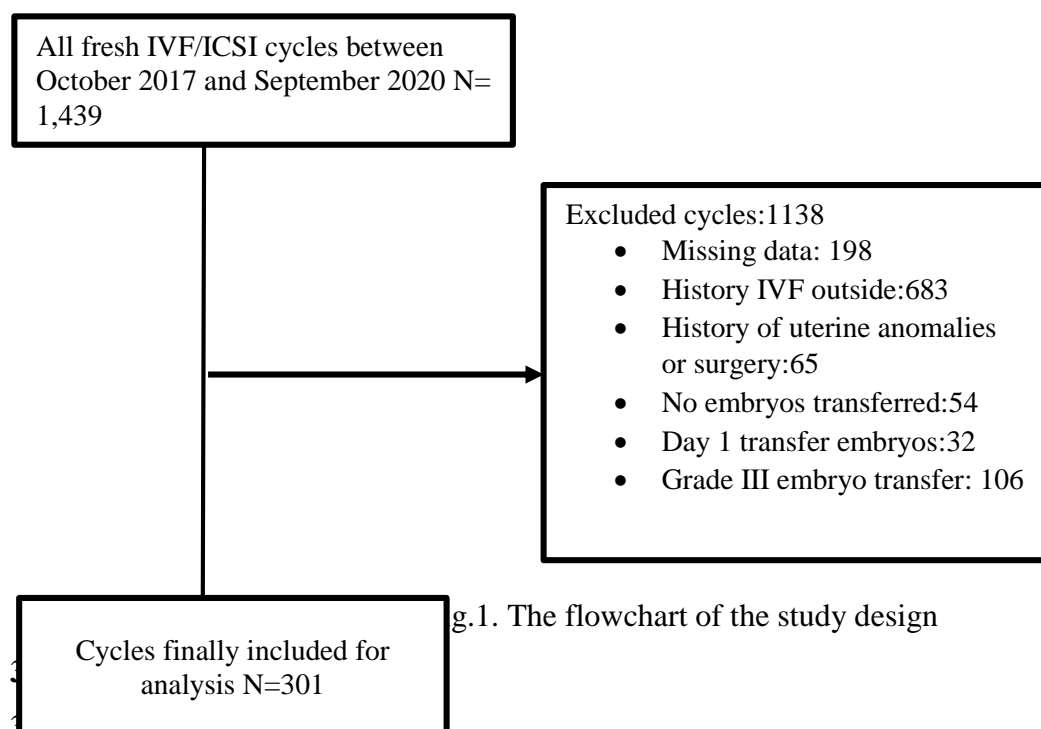 All fresh IVF/ICSI cycles between
October 2017 and September 2020 N=
1,439
Excluded cycles:1138
• Missing data: 198
• History IVF outside:683
• History of uterine anomalies
or surgery:65
• No embryos transferred:54
• Day 1 transfer embryos:32
• Grade III embryo transfer: 106
g.1. The flowchart of the study design
Cycles finally included for
analysis N=301